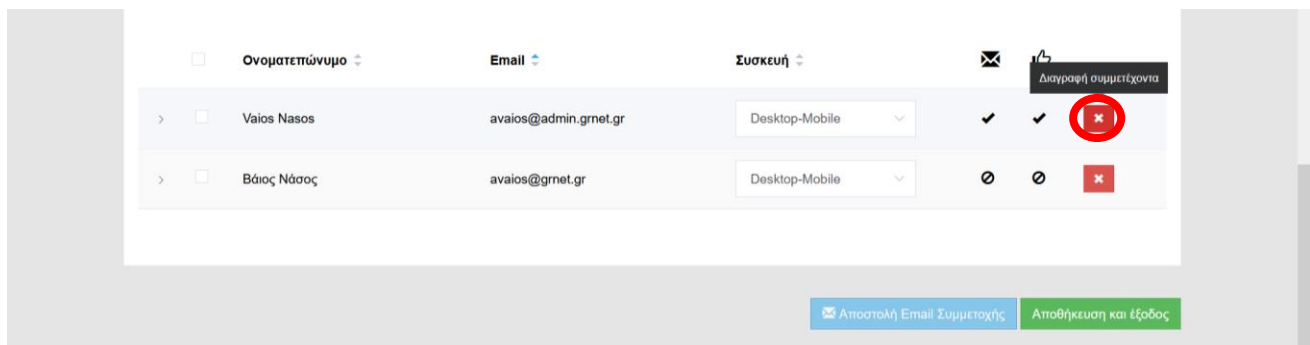 Ονοματεπώνυμο Email Συσκευή
Διαγραφή συμμετέχοντα
Vaios Nasos avaios@admin.grnet.gr Desktop-Mobile
Βάιος Νάσος avaios@grnet.gr Desktop-Mobile
Αποστολή Email Συμμετοχής Αποθήκευση και έξοδος